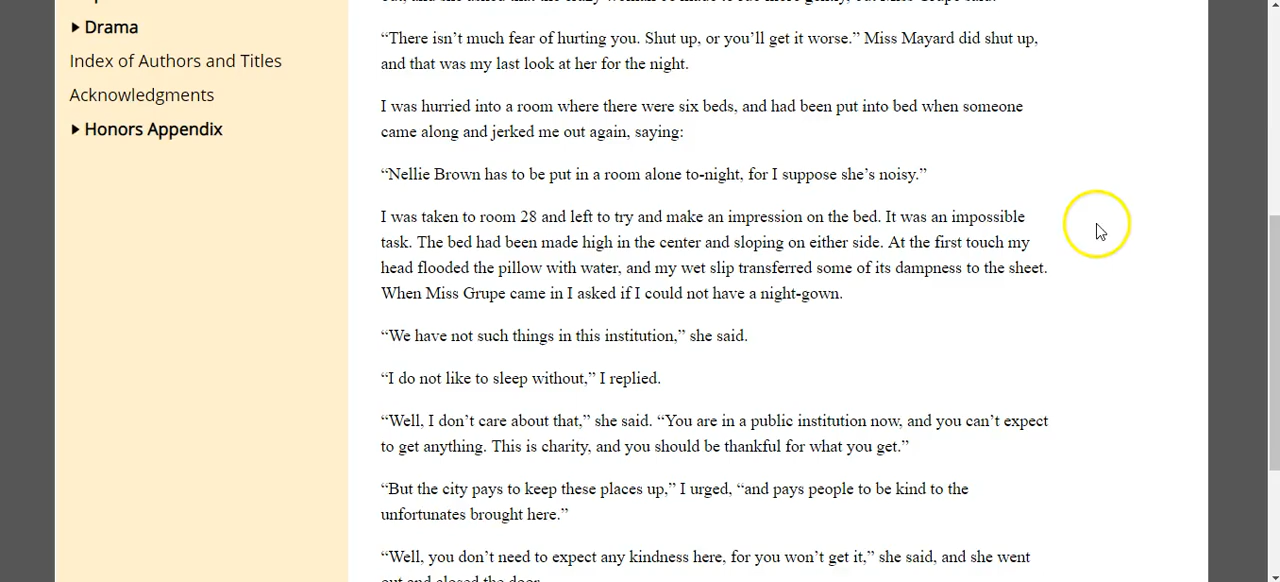 Drama
Index of Authors and Titles
Acknowledgments
Honors Appendix
“There isn’t much fear of hurting you. Shut up, or you’ll get it worse.” Miss Mayard did shut up,
and that was my last look at her for the night.
I was hurried into a room where there were six beds, and had been put into bed when someone
came along and jerked me out again, saying:
“Nellie Brown has to be put in a room alone to-night, for I suppose she’s noisy.”
I was taken to room 28 and left to try and make an impression on the bed. It was an impossible
task. The bed had been made high in the center and sloping on either side. At the first touch my
head flooded the pillow with water, and my wet slip transferred some of its dampness to the sheet.
When Miss Grupe came in I asked if I could not have a night-gown.
“We have not such things in this institution,” she said.
“I do not like to sleep without,” I replied.
“Well, I don’t care about that,” she said. “You are in a public institution now, and you can’t expect
to get anything. This is charity, and you should be thankful for what you get.”
“But the city pays to keep these places up,” I urged, “and pays people to be kind to the
unfortunates brought here.”
“Well, you don’t need to expect any kindness here, for you won’t get it,” she said, and she went
out and closed the door.